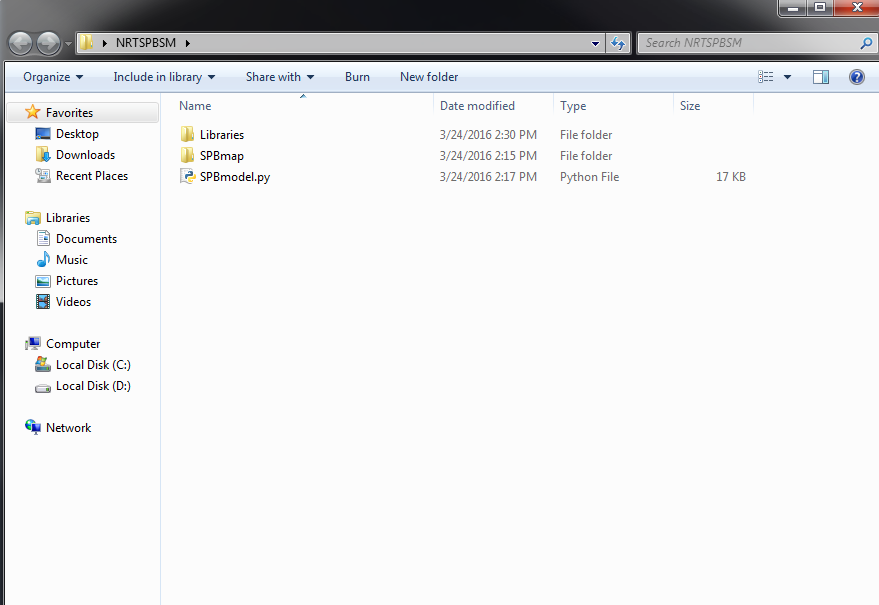 NRTSPBSM
Search NRTSPBSM
Organize Include in library Share with Burn New folder
Favorites
Desktop
Downloads
Recent Places
Libraries
Documents
Music
Pictures
Videos
Computer
Local Disk (C:)
Local Disk (D:)
Network
Name Date modified Type Size
Libraries 3/24/2016 2:30 PM File folder
SPBmap 3/24/2016 2:15 PM File folder
SPBmodel.py 3/24/2016 2:17 PM Python File 17 KB